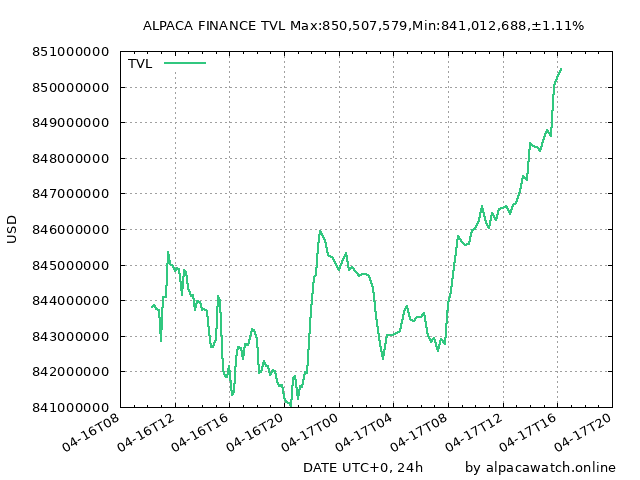 ALPACA FINANCE TVL Max:850,507,579,Min:841,012,688,±1.11%
TVL
851000000
850000000
849000000
848000000
847000000
846000000
845000000
844000000
843000000
842000000
841000000
USD
04-16T08
04-16T12
04-16T16
04-16T20
04-17T00
04-17T04
04-17T08
04-17T12
04-17T16
04-17T20
DATE UTC+0, 24h
by alpacawatch.online